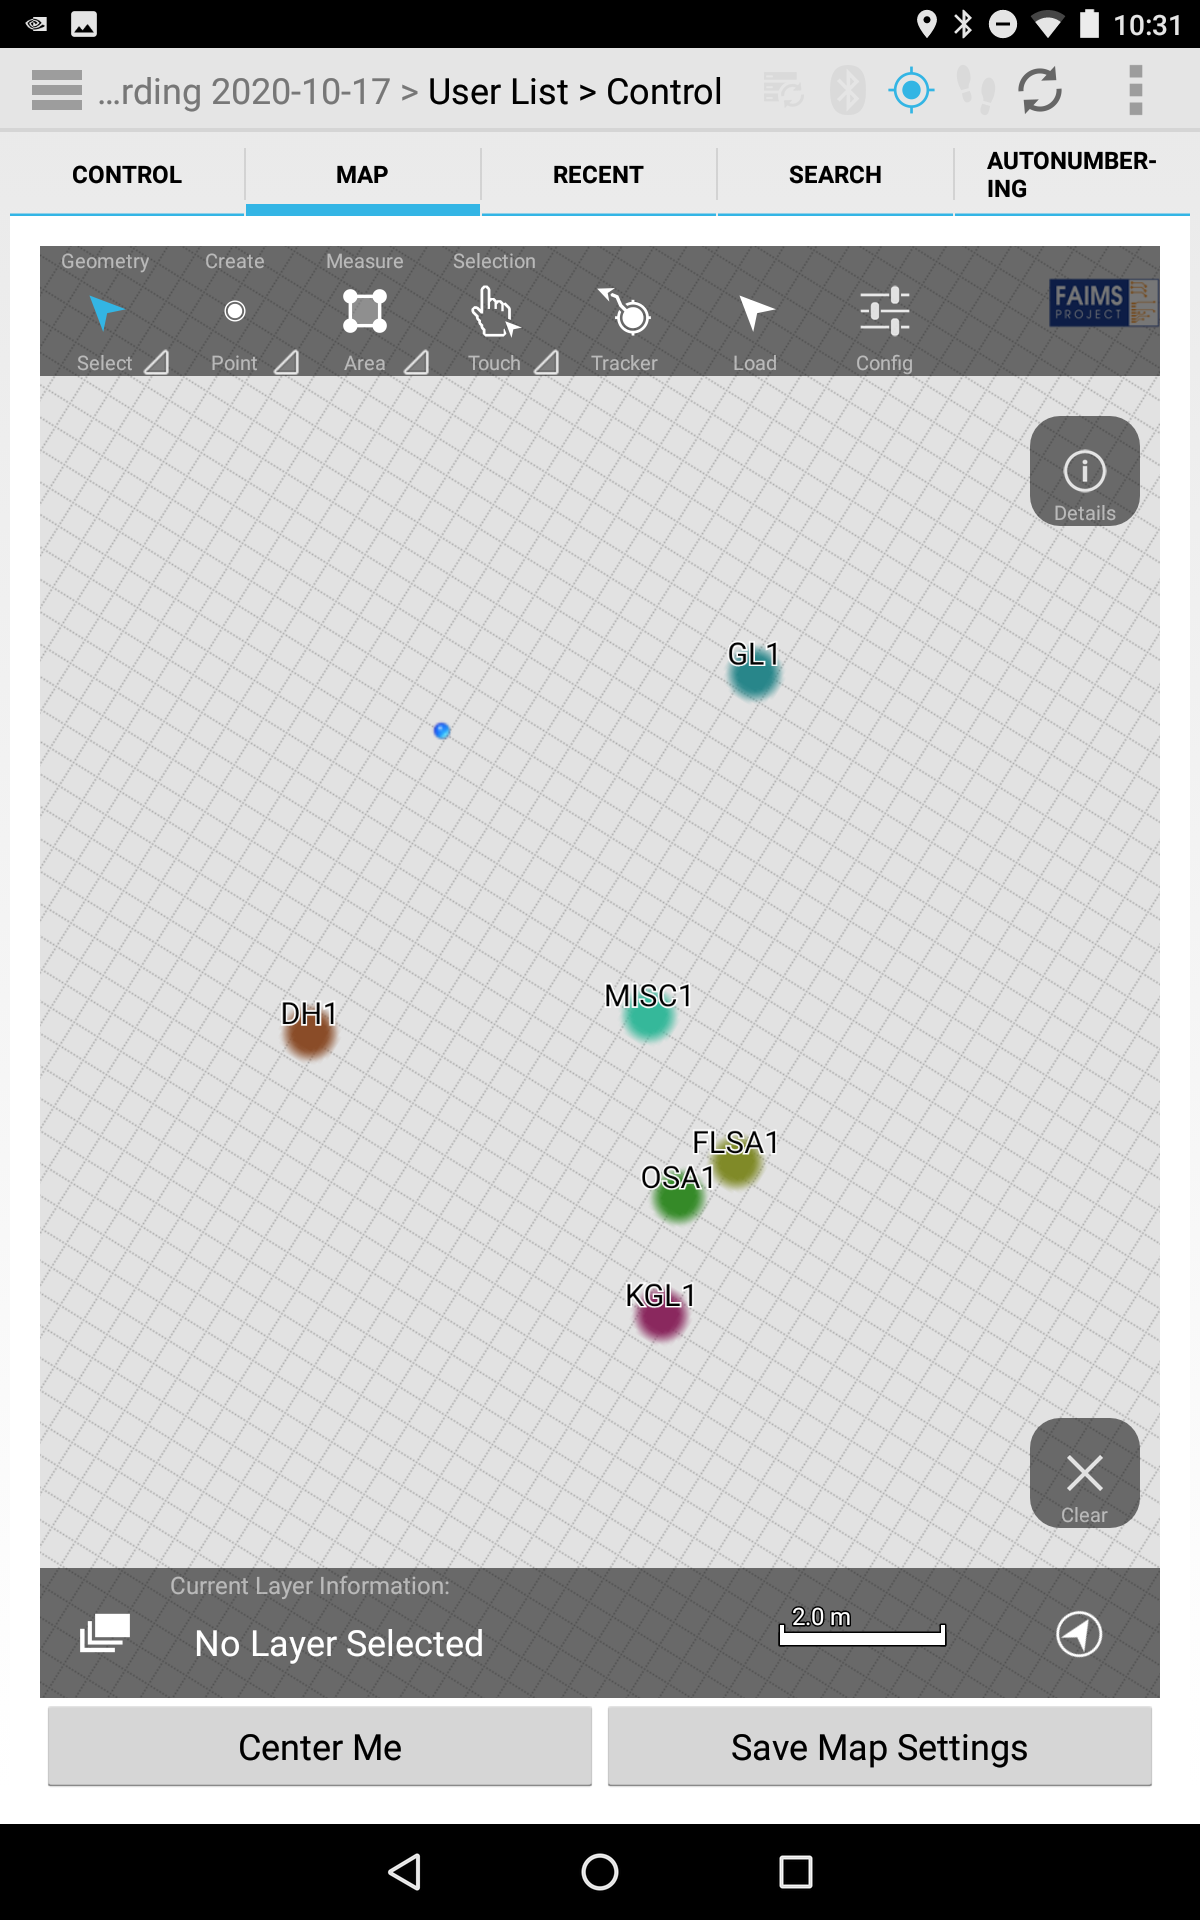 10:31
...rding 2020-10-17 > User List > Control
CONTROL
MAP
RECENT
SEARCH
AUTONUMBER-
ING
Geometry
Create
Measure
Selection
Select
Point
Area
Touch
Tracker
Load
Config
FAIMS
PROJECT
Details
GL1
DH1
MISC1
FLSA1
OSA1
KGL1
Clear
Current Layer Information:
No Layer Selected
2.0 m
Center Me
Save Map Settings